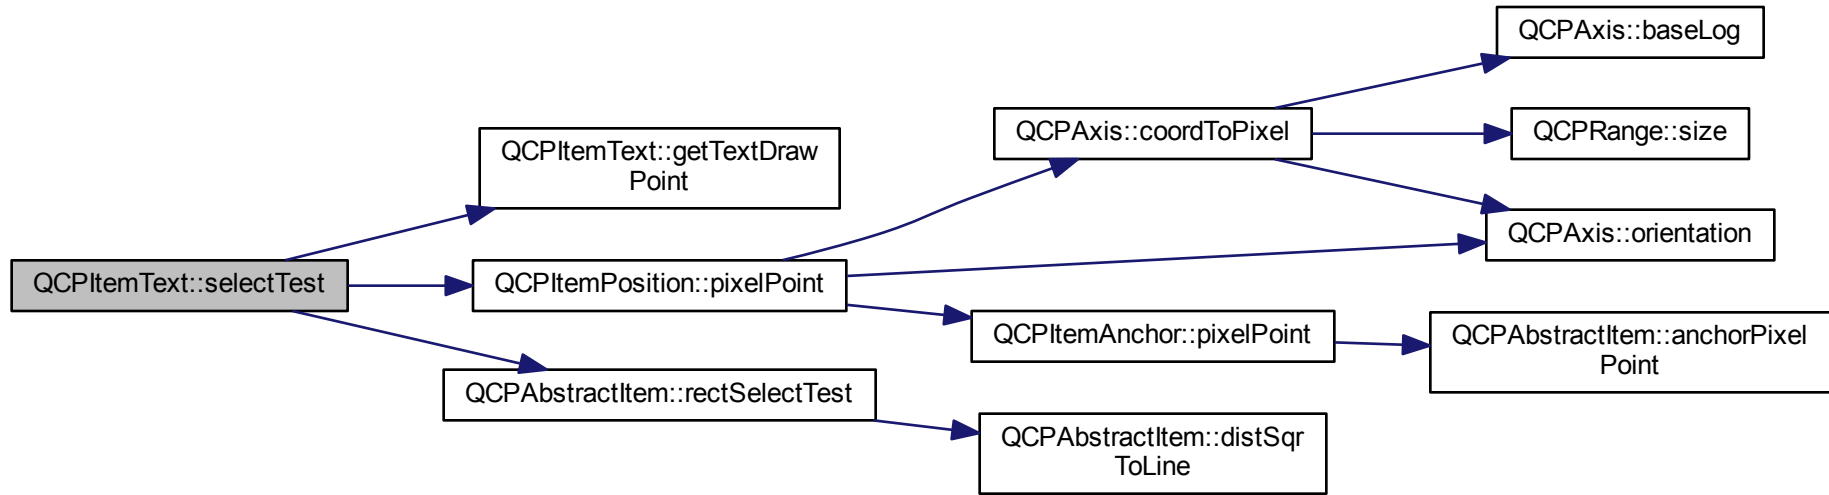 QCPAxis::baseLog
QCPAxis::coordToPixel
QCPRange::size
QCPItemText::getTextDraw
Point
QCPAxis::orientation
QCPItemText::selectTest
QCPItemPosition::pixelPoint
QCPItemAnchor::pixelPoint
QCPAbstractItem::anchorPixel
Point
QCPAbstractItem::rectSelectTest
QCPAbstractItem::distSqr
ToLine